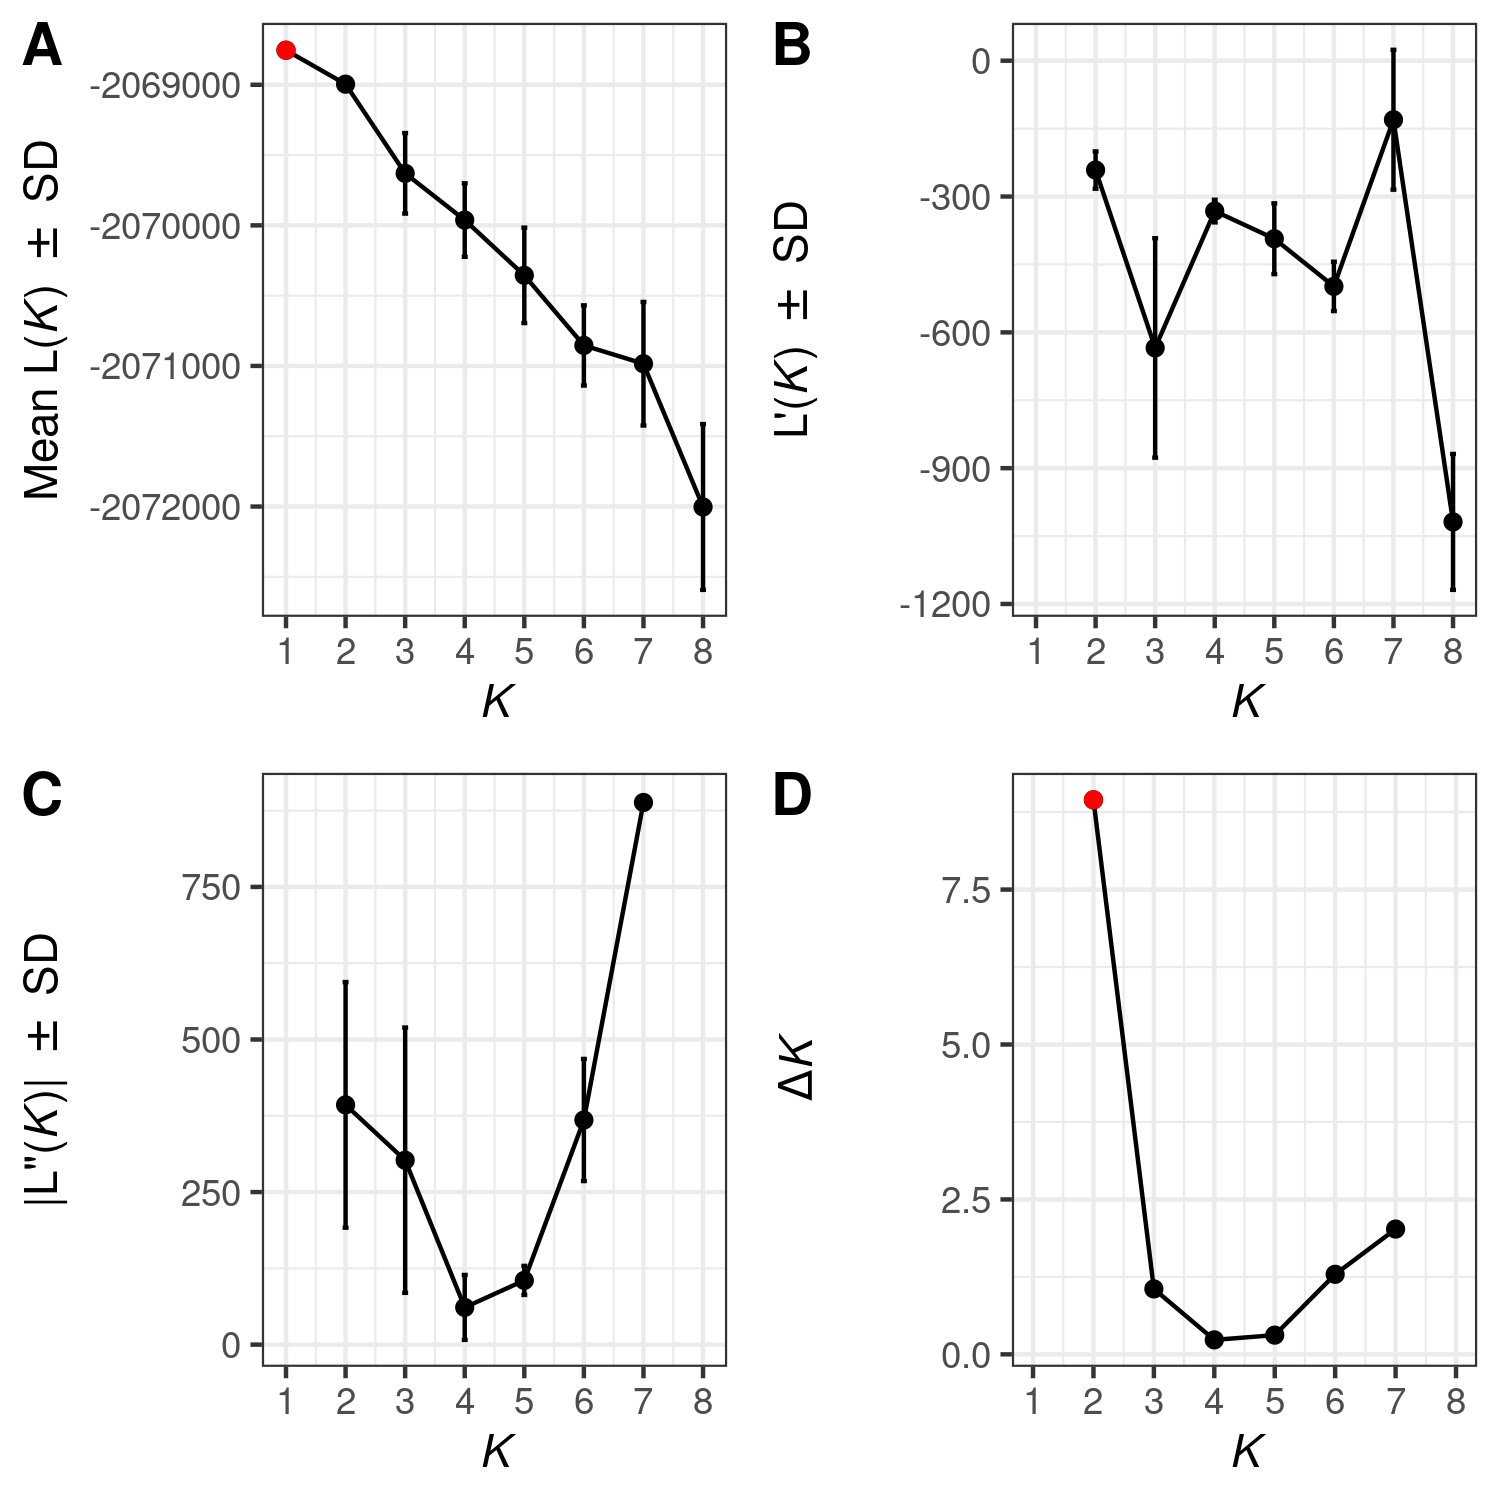 A
Mean L(K) ± SD
-2069000
-2070000
-2071000
-2072000
1 2 3 4 5 6 7 8
K
B
L'(K) ± SD
0
-300
-600
-900
-1200
1 2 3 4 5 6 7 8
K
C
|L"(K)| ± SD
750
500
250
0
1 2 3 4 5 6 7 8
K
D
ΔK
7.5
5.0
2.5
0.0
1 2 3 4 5 6 7 8
K